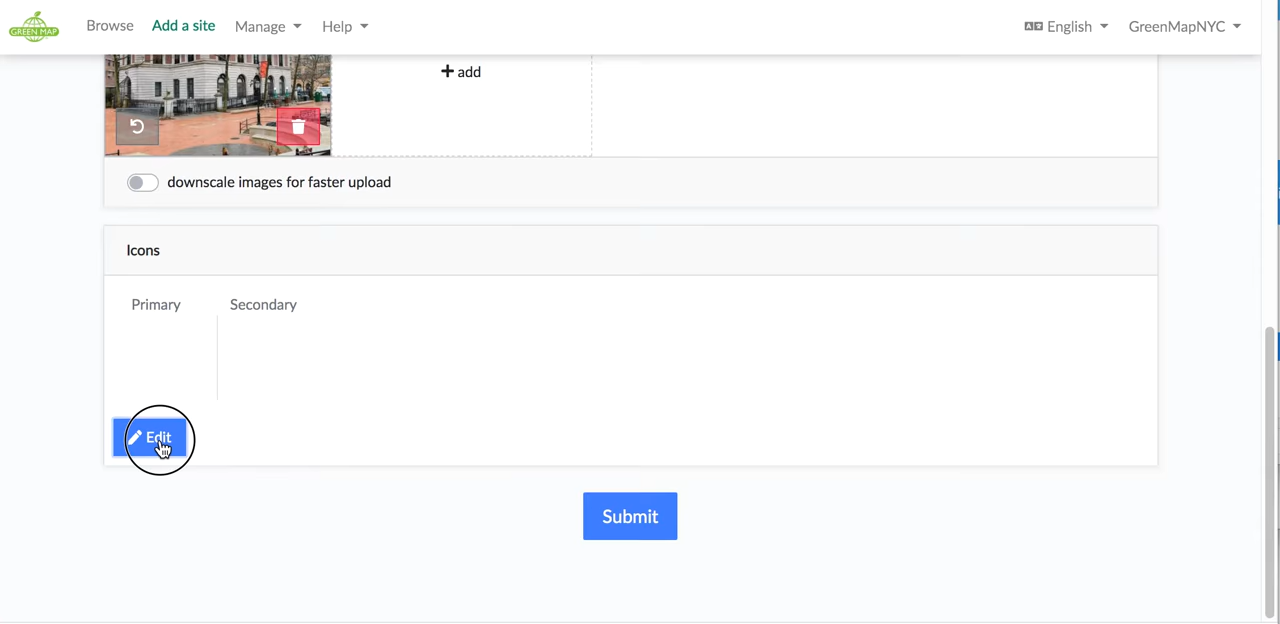 GREEN MAP
Browse Add a site Manage Help English GreenMapNYC
add
downscale images for faster upload
Icons
Primary Secondary
Edit
Submit